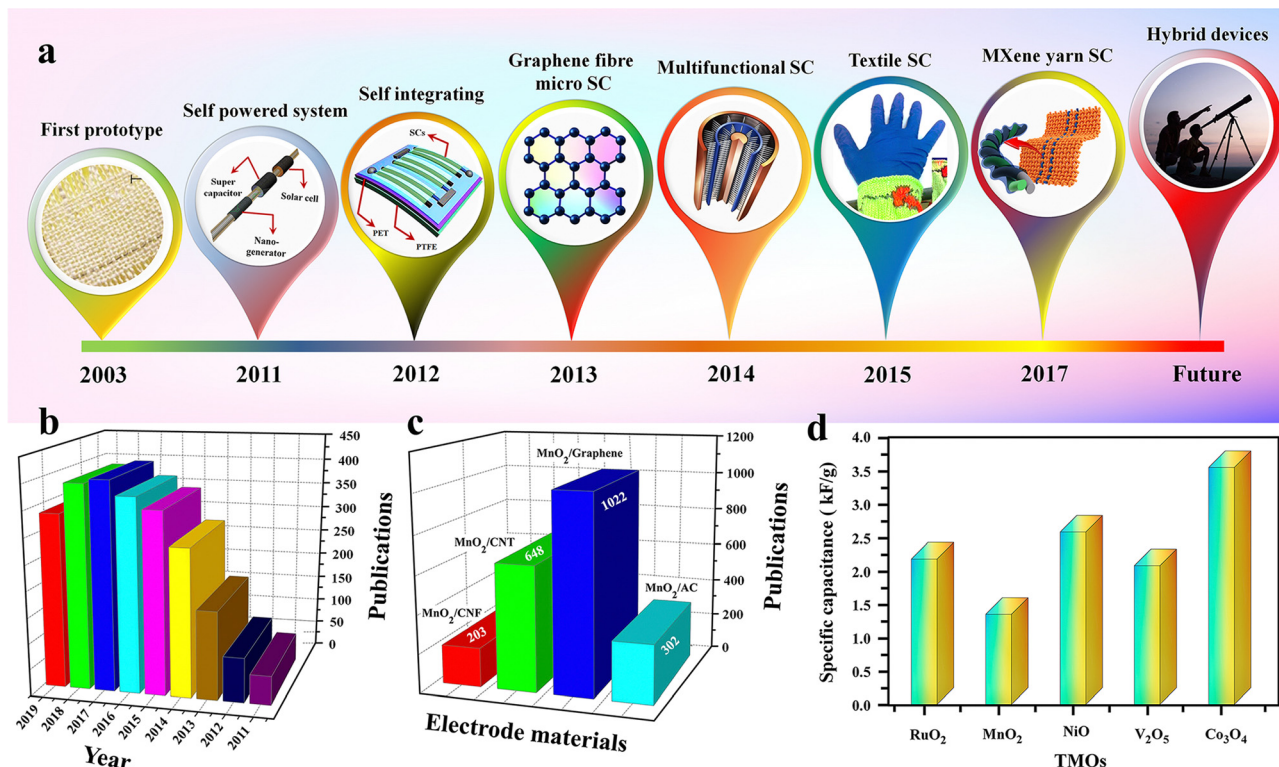 a
First prototype
Self powered system
Super
capacitor
Solar cell
Nano-
generator
Self integrating
SCs
PET
PTFE
Graphene fibre
micro SC
Multifunctional SC
Textile SC
MXene yarn SC
Hybrid devices
2003
2011
2012
2013
2014
2015
2017
Future
b
450
400
350
300
250
200
150
100
50
0
Publications
2019
2018
2017
2016
2015
2014
2013
2012
2011
Year
c
MnO₂/CNF
203
MnO₂/CNT
648
MnO₂/Graphene
1022
MnO₂/AC
302
1200
1000
800
600
400
200
0
Publications
Electrode materials
d
Specific capacitance ( kF/g)
4.0
3.5
3.0
2.5
2.0
1.5
1.0
0.5
0.0
RuO₂
MnO₂
NiO
V₂O₅
Co₃O₄
TMOs